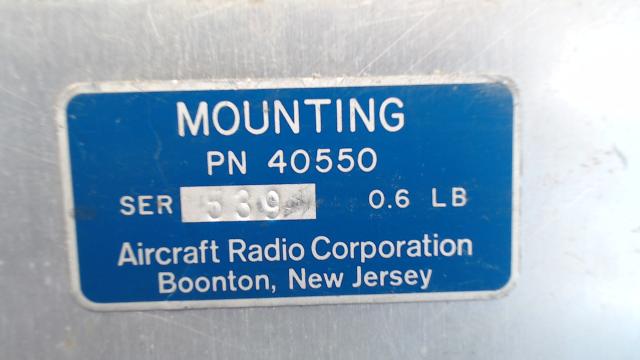 MOUNTING
PN 40550
SER 539 0.6 LB
Aircraft Radio Corporation
Boonton, New Jersey